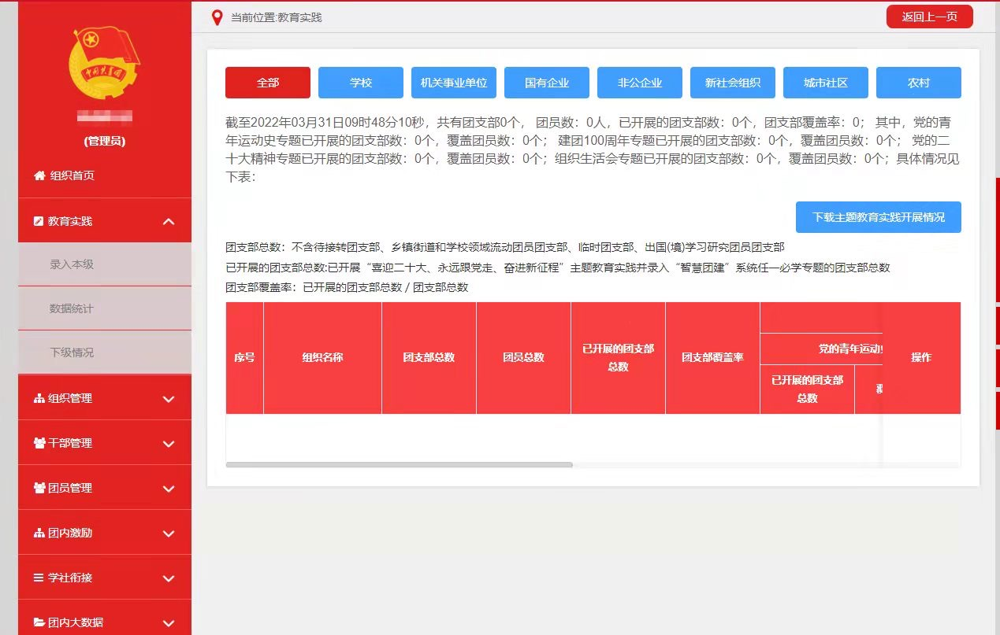 当前位置:教育实践
返回上一页
中国共青团
(管理员)
组织首页
教育实践
录入本级
数据统计
下级情况
组织管理
干部管理
团员管理
团内激励
学社衔接
团内大数据
全部
学校
机关事业单位
国有企业
非公企业
新社会组织
城市社区
农村
截至2022年03月31日09时48分10秒，共有团支部0个， 团员数：0人，已开展的团支部数：0个，团支部覆盖率：0； 其中，党的青
年运动史专题已开展的团支部数：0个，覆盖团员数：0个； 建团100周年专题已开展的团支部数：0个，覆盖团员数：0个； 党的二
十大精神专题已开展的团支部数：0个，覆盖团员数：0个；组织生活会专题已开展的团支部数：0个，覆盖团员数：0个；具体情况见
下表：
下载主题教育实践开展情况
团支部总数：不含待接转团支部、乡镇街道和学校领域流动团员团支部、临时团支部、出国(境)学习研究团员团支部
已开展的团支部总数:已开展“喜迎二十大、永远跟党走、奋进新征程”主题教育实践并录入“智慧团建”系统任一必学专题的团支部总数
团支部覆盖率：已开展的团支部总数 / 团支部总数
序号
组织名称
团支部总数
团员总数
已开展的团支部
总数
团支部覆盖率
党的青年运动
已开展的团支部
总数
操作